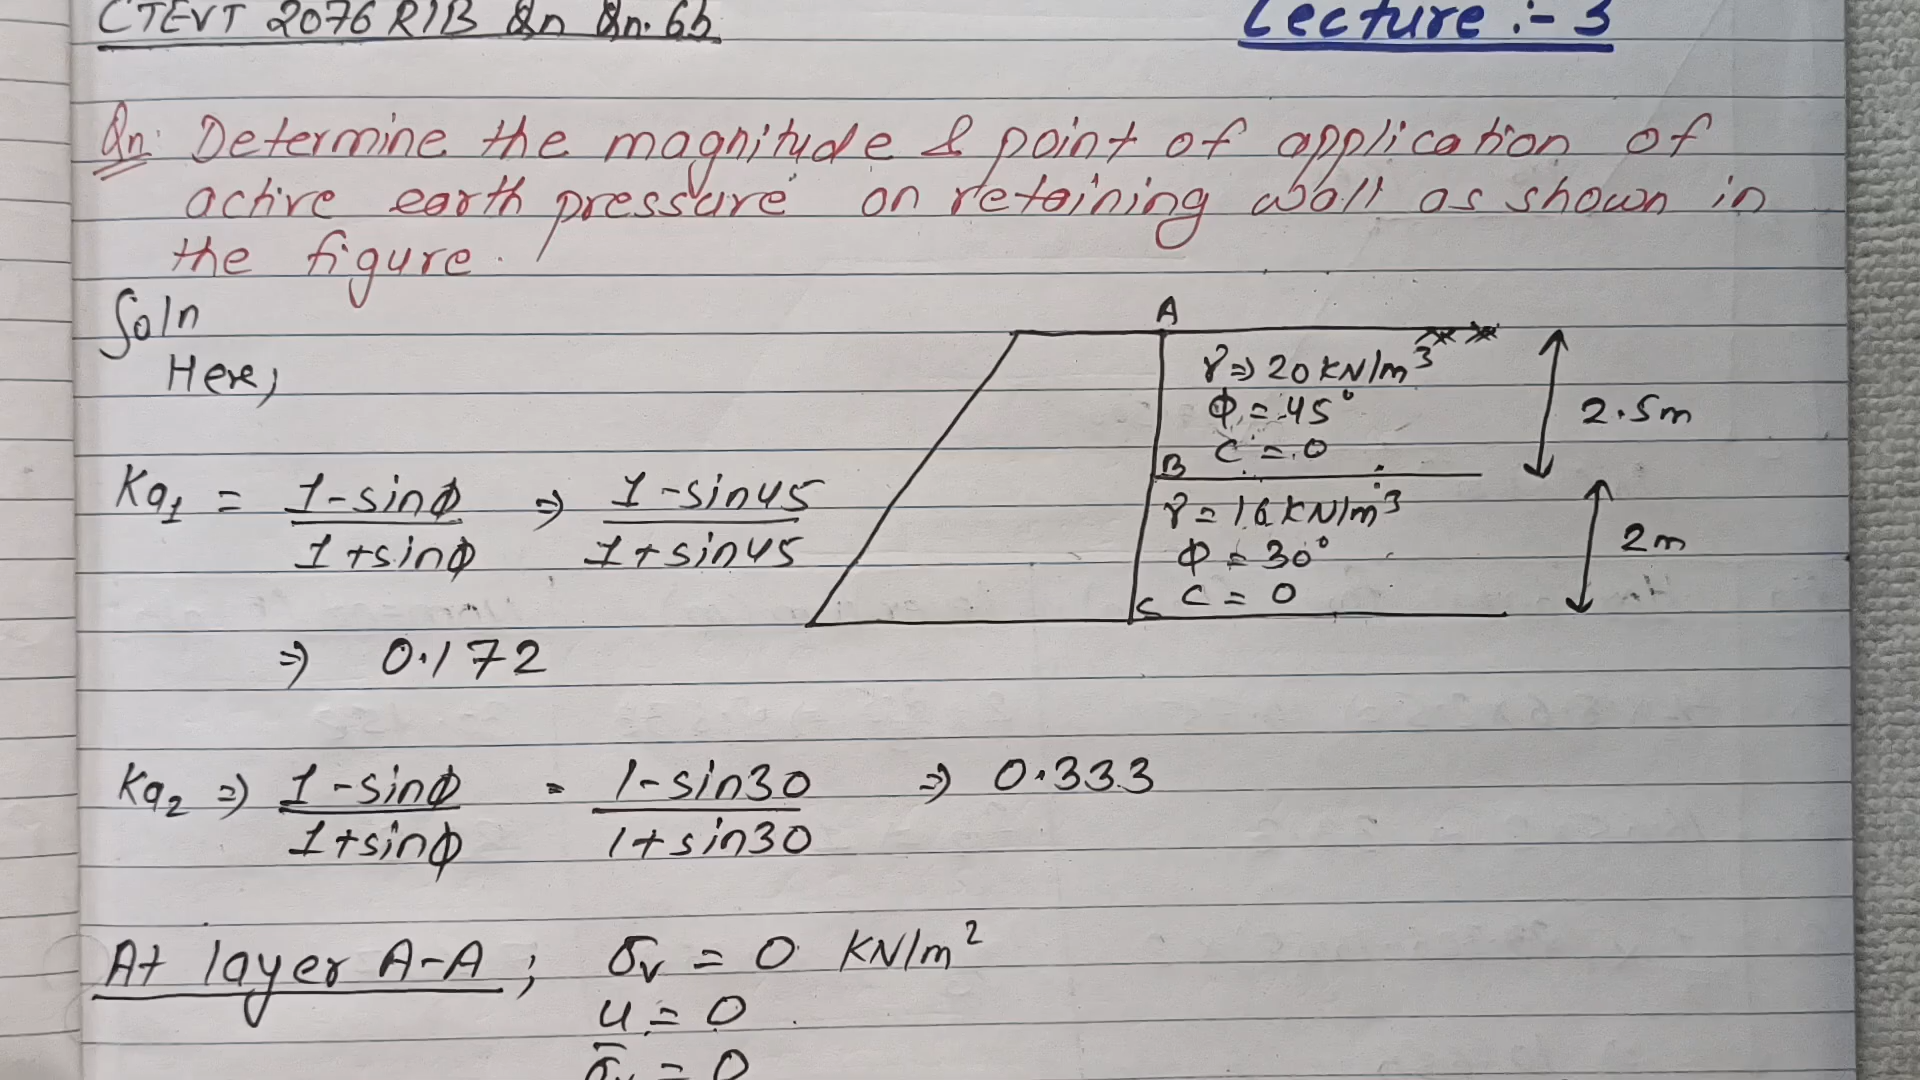 CTEVT 2076 R/B Qn Qn. 6b
Lecture :- 3
Qn: Determine the magnitude & point of application of
active earth pressure on retaining wall as shown in
the figure.
Soln
Here,
A
γ => 20 KN/m³
Φ = 45°
C = 0
2.5m
B
γ = 16 KN/m³
Φ = 30°
C = 0
2m
C
Ka₁ = 1-sinϕ / 1+sinϕ => 1-sin45 / 1+sin45
=> 0.172
Ka₂ => 1-sinϕ / 1+sinϕ = 1-sin30 / 1+sin30 => 0.333
At layer A-A ; σv = 0 KN/m²
u = 0
σ̅v = 0